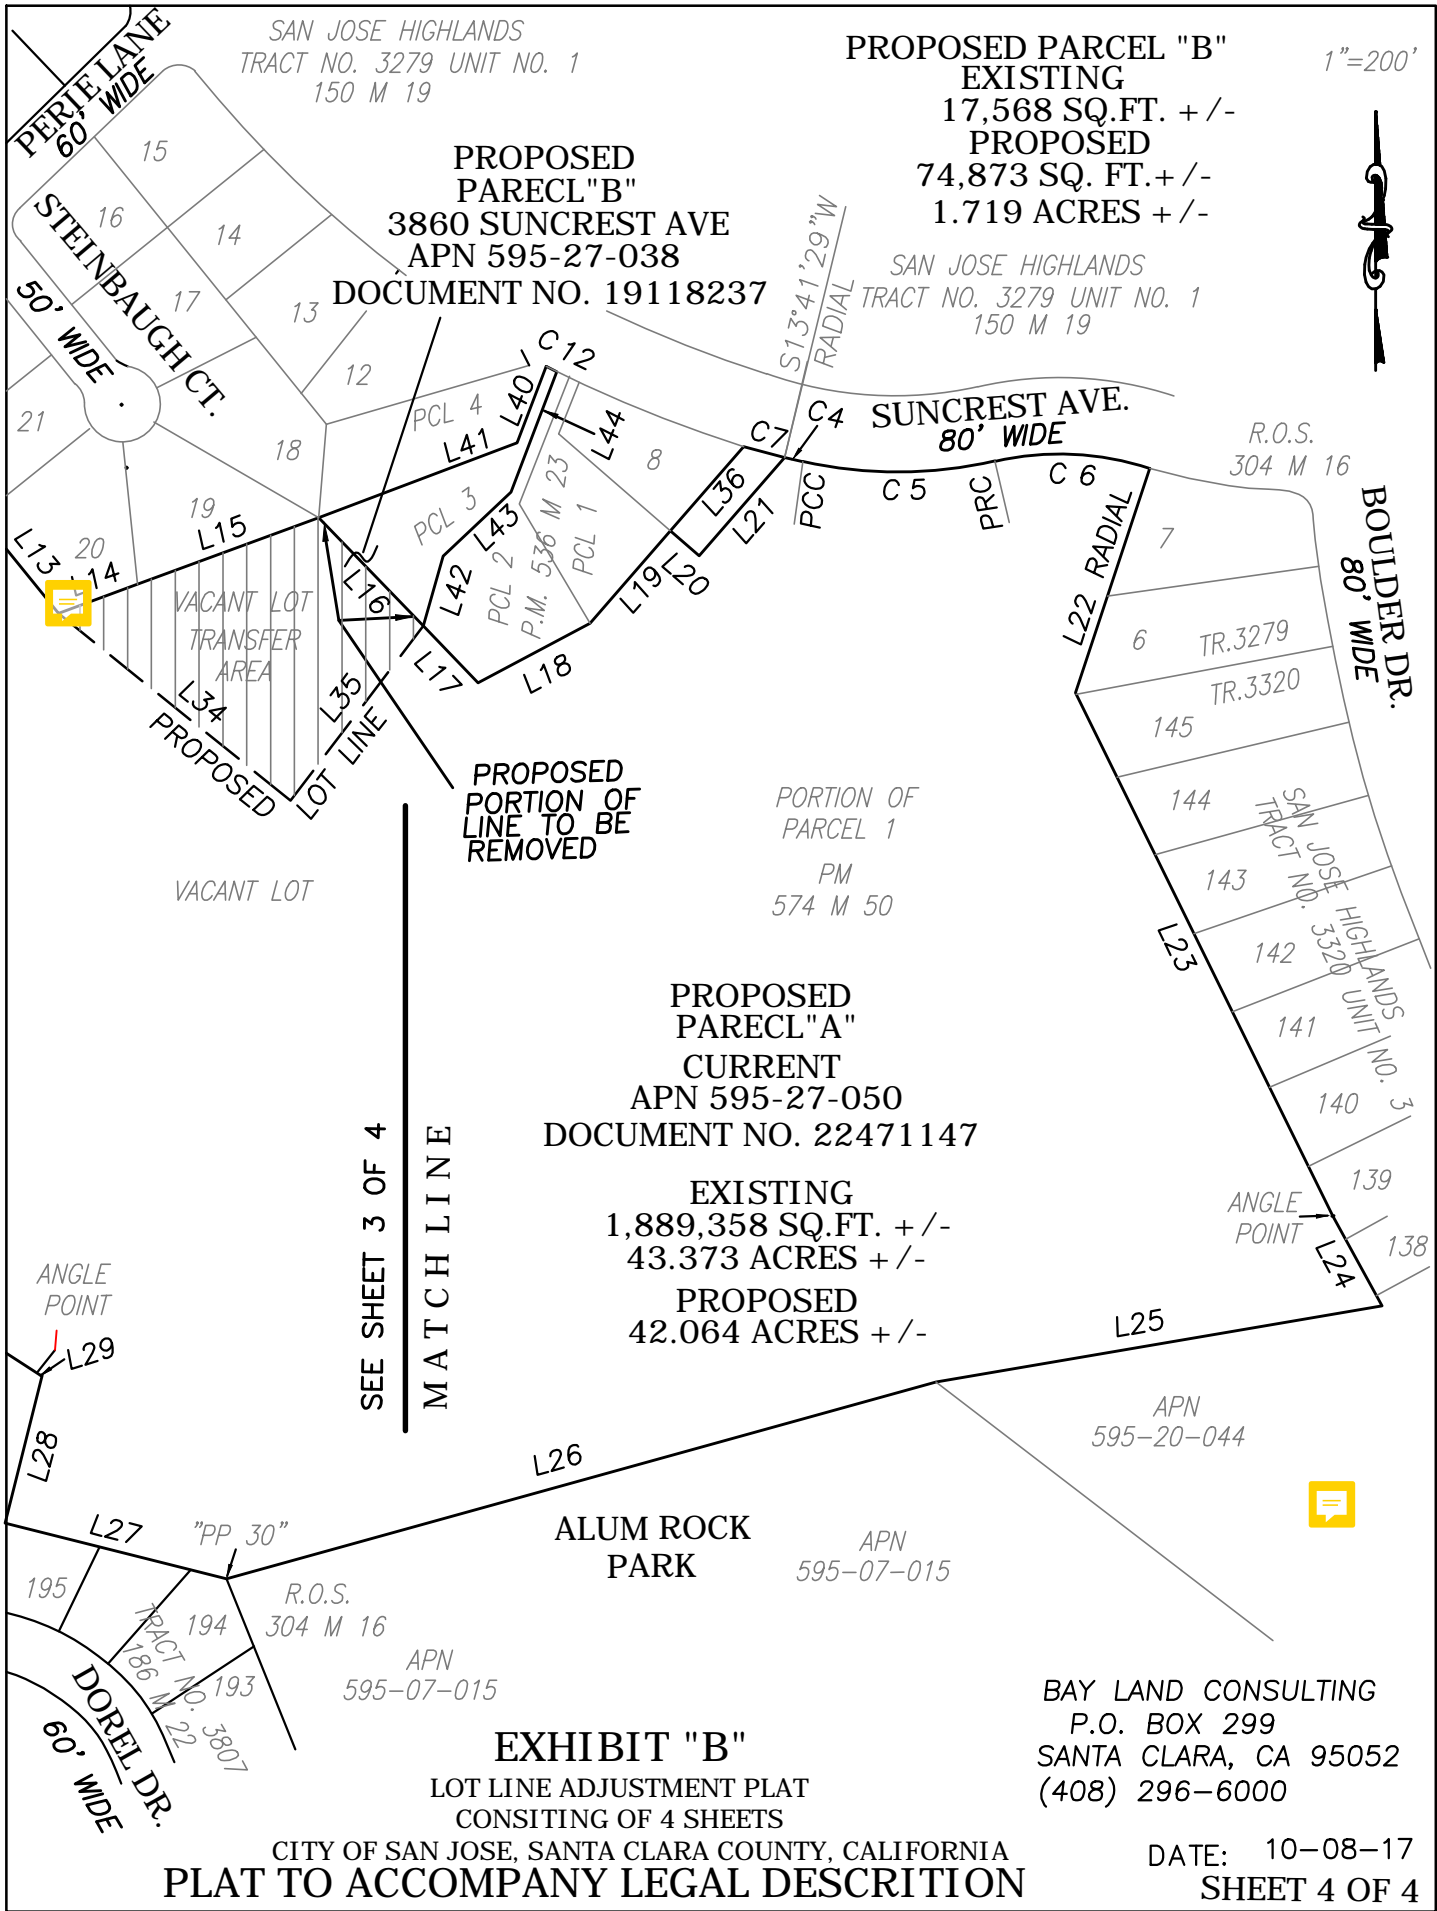 SAN JOSE HIGHLANDS
TRACT NO. 3279 UNIT NO. 1
150 M 19
PROPOSED PARCEL "B"
EXISTING
17,568 SQ.FT. +/-
PROPOSED
74,873 SQ. FT.+/-
1.719 ACRES +/-
1"=200'
PERIE LANE
60' WIDE
PROPOSED
PARECL"B"
3860 SUNCREST AVE
APN 595-27-038
DOCUMENT NO. 19118237
SAN JOSE HIGHLANDS
TRACT NO. 3279 UNIT NO. 1
150 M 19
S13°41'29"W
RADIAL
STEINBAUGH CT.
50' WIDE
15
16
14
17
13
12
21
18
19
20
PCL 4
PCL 3
PCL 2
P.M. 536 M 23
PCL 1
8
C 12
L40
L41
L44
L43
L42
C7
C4
L36
L21
L20
L19
L18
L17
L16
L15
L14
L13
SUNCREST AVE.
80' WIDE
PCC
C 5
PRC
C 6
L22 RADIAL
R.O.S.
304 M 16
BOULDER DR.
80' WIDE
7
6
TR.3279
TR.3320
145
144
143
142
141
140
139
138
SAN JOSE HIGHLANDS
TRACT NO. 3320 UNIT NO. 3
VACANT LOT
TRANSFER
AREA
L34
L35
PROPOSED
LOT LINE
PROPOSED
PORTION OF
LINE TO BE
REMOVED
PORTION OF
PARCEL 1
PM
574 M 50
VACANT LOT
L23
PROPOSED
PARECL"A"
CURRENT
APN 595-27-050
DOCUMENT NO. 22471147
EXISTING
1,889,358 SQ.FT. +/-
43.373 ACRES +/-
PROPOSED
42.064 ACRES +/-
SEE SHEET 3 OF 4
MATCHLINE
ANGLE
POINT
L24
L25
ANGLE
POINT
L29
L28
L26
L27
"PP 30"
APN
595-20-044
ALUM ROCK
PARK
APN
595-07-015
195
194
193
R.O.S.
304 M 16
TRACT NO. 3807
186 M 22
APN
595-07-015
DOREL DR.
60' WIDE
EXHIBIT "B"
LOT LINE ADJUSTMENT PLAT
CONSITING OF 4 SHEETS
CITY OF SAN JOSE, SANTA CLARA COUNTY, CALIFORNIA
PLAT TO ACCOMPANY LEGAL DESCRITION
BAY LAND CONSULTING
P.O. BOX 299
SANTA CLARA, CA 95052
(408) 296-6000
DATE: 10-08-17
SHEET 4 OF 4